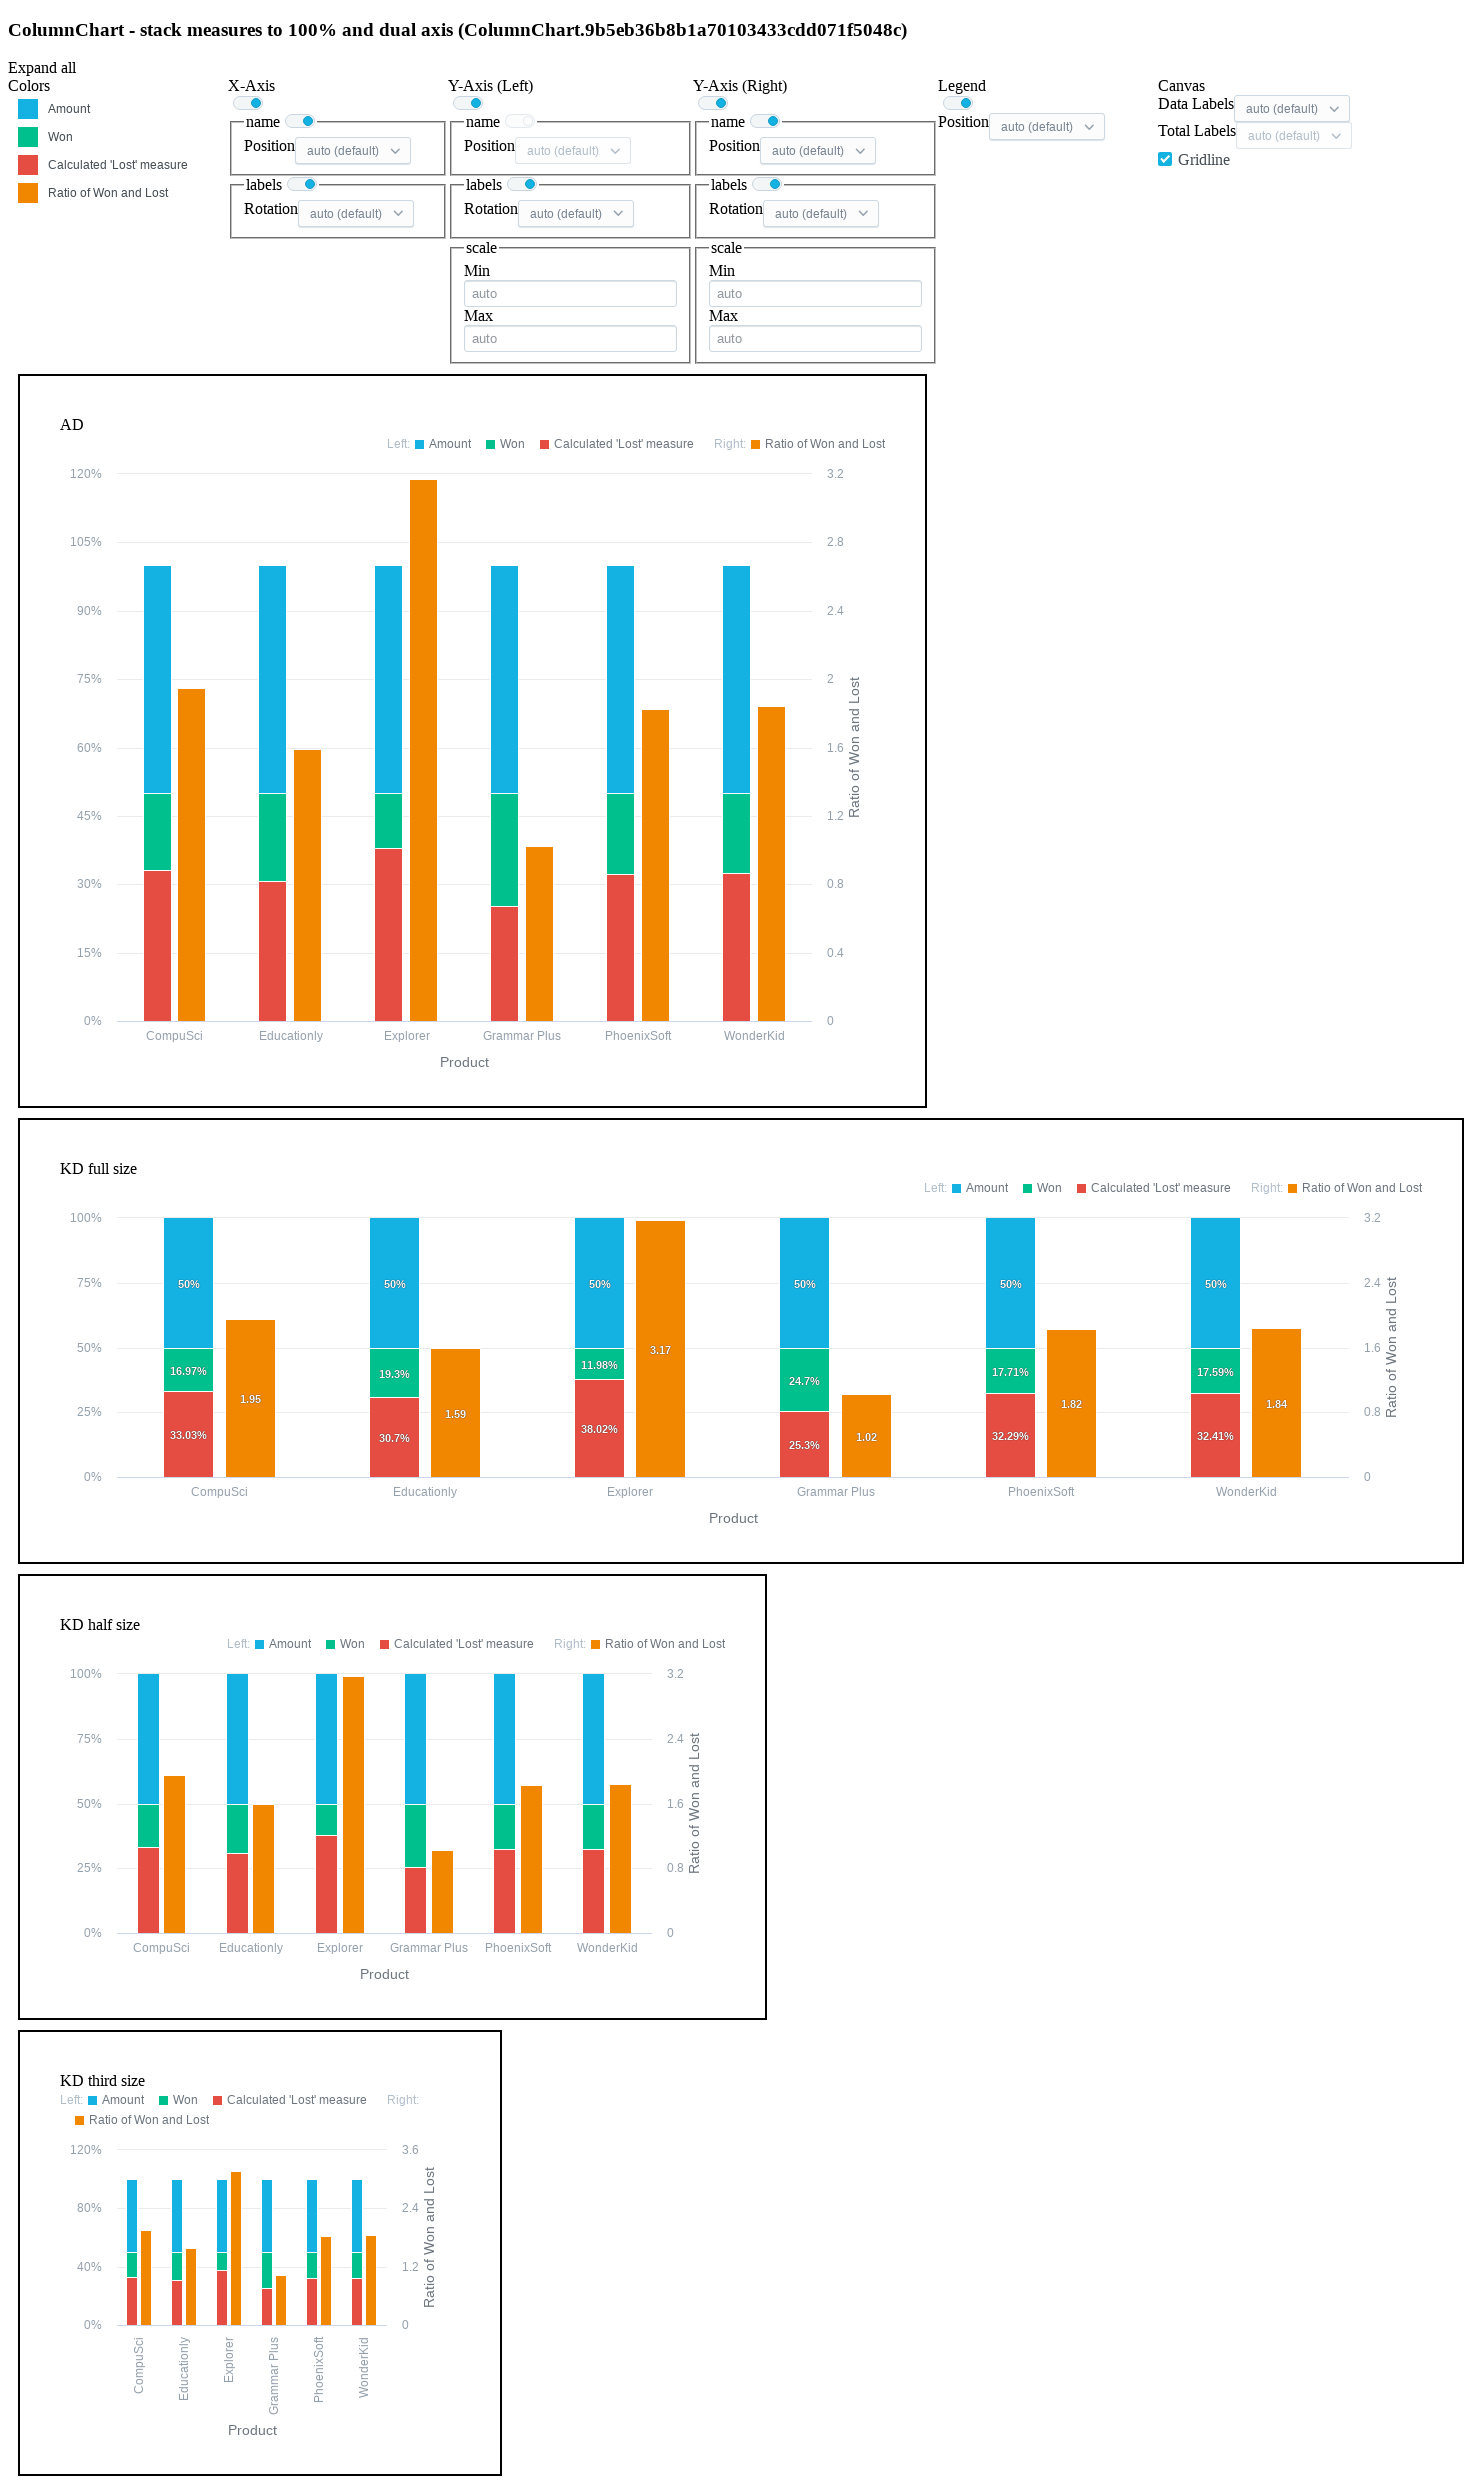 ColumnChart - stack measures to 100% and dual axis (ColumnChart.9b5eb36b8b1a70103433cdd071f5048c)
Expand all
Colors
Amount
Won
Calculated 'Lost' measure
Ratio of Won and Lost
X-Axis
name
Position auto (default)
labels
Rotation auto (default)
Y-Axis (Left)
name
Position auto (default)
labels
Rotation auto (default)
scale
Min
auto
Max
auto
Y-Axis (Right)
name
Position auto (default)
labels
Rotation auto (default)
scale
Min
auto
Max
auto
Legend
Position auto (default)
Canvas
Data Labels auto (default)
Total Labels auto (default)
Gridline
AD
Left: Amount Won Calculated 'Lost' measure Right: Ratio of Won and Lost
120% 3.2
105% 2.8
90% 2.4
75% 2
60% 1.6
45% 1.2
30% 0.8
15% 0.4
0% 0
Ratio of Won and Lost
CompuSci Educationly Explorer Grammar Plus PhoenixSoft WonderKid
Product
KD full size
Left: Amount Won Calculated 'Lost' measure Right: Ratio of Won and Lost
100% 3.2
75% 50% 50% 50% 50% 50% 50% 2.4
50% 1.6
16.97% 19.3% 11.98% 24.7% 17.71% 17.59%
1.95 1.59 3.17 1.02 1.82 1.84
25% 0.8
33.03% 30.7% 38.02% 25.3% 32.29% 32.41%
0% 0
Ratio of Won and Lost
CompuSci Educationly Explorer Grammar Plus PhoenixSoft WonderKid
Product
KD half size
Left: Amount Won Calculated 'Lost' measure Right: Ratio of Won and Lost
100% 3.2
75% 2.4
50% 1.6
25% 0.8
0% 0
Ratio of Won and Lost
CompuSci Educationly Explorer Grammar Plus PhoenixSoft WonderKid
Product
KD third size
Left: Amount Won Calculated 'Lost' measure Right:
Ratio of Won and Lost
120% 3.6
80% 2.4
40% 1.2
0% 0
Ratio of Won and Lost
CompuSci Educationly Explorer Grammar Plus PhoenixSoft WonderKid
Product